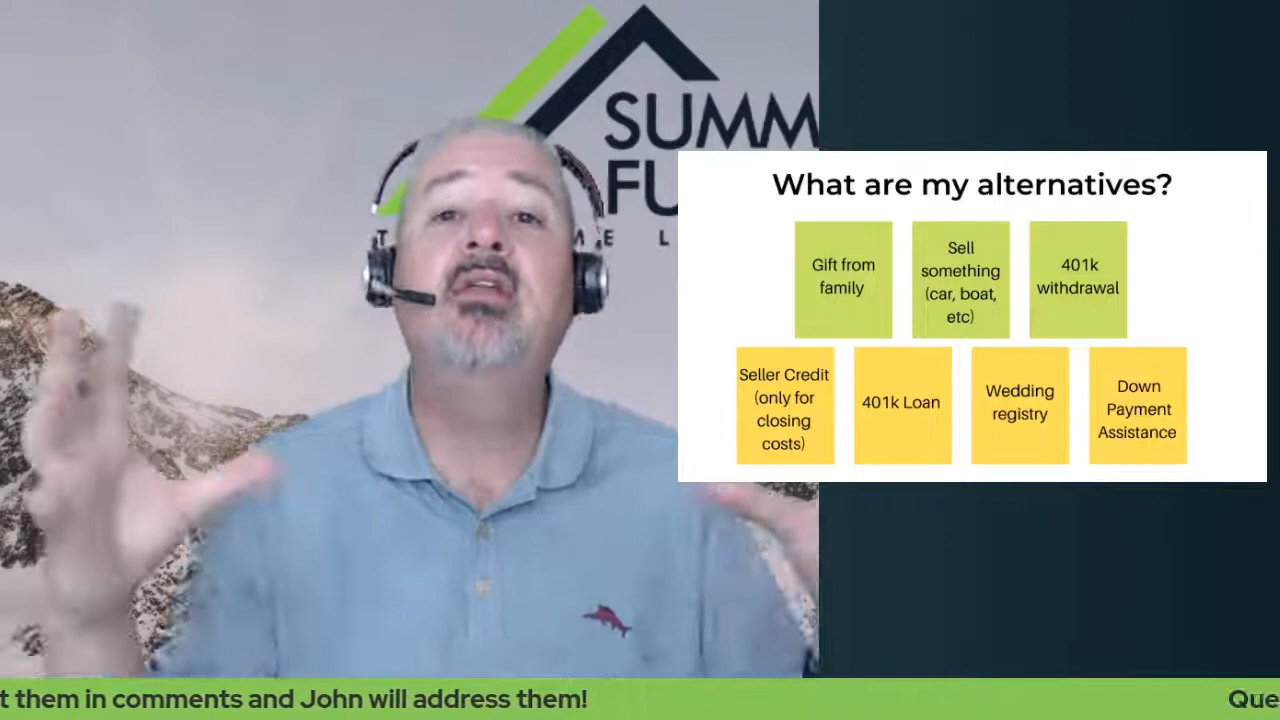 SUMM
FU
T
M E L
What are my alternatives?
Gift from
family
Sell
something
(car, boat,
etc)
401k
withdrawal
Seller Credit
(only for
closing
costs)
401k Loan
Wedding
registry
Down
Payment
Assistance
t them in comments and John will address them!
Que